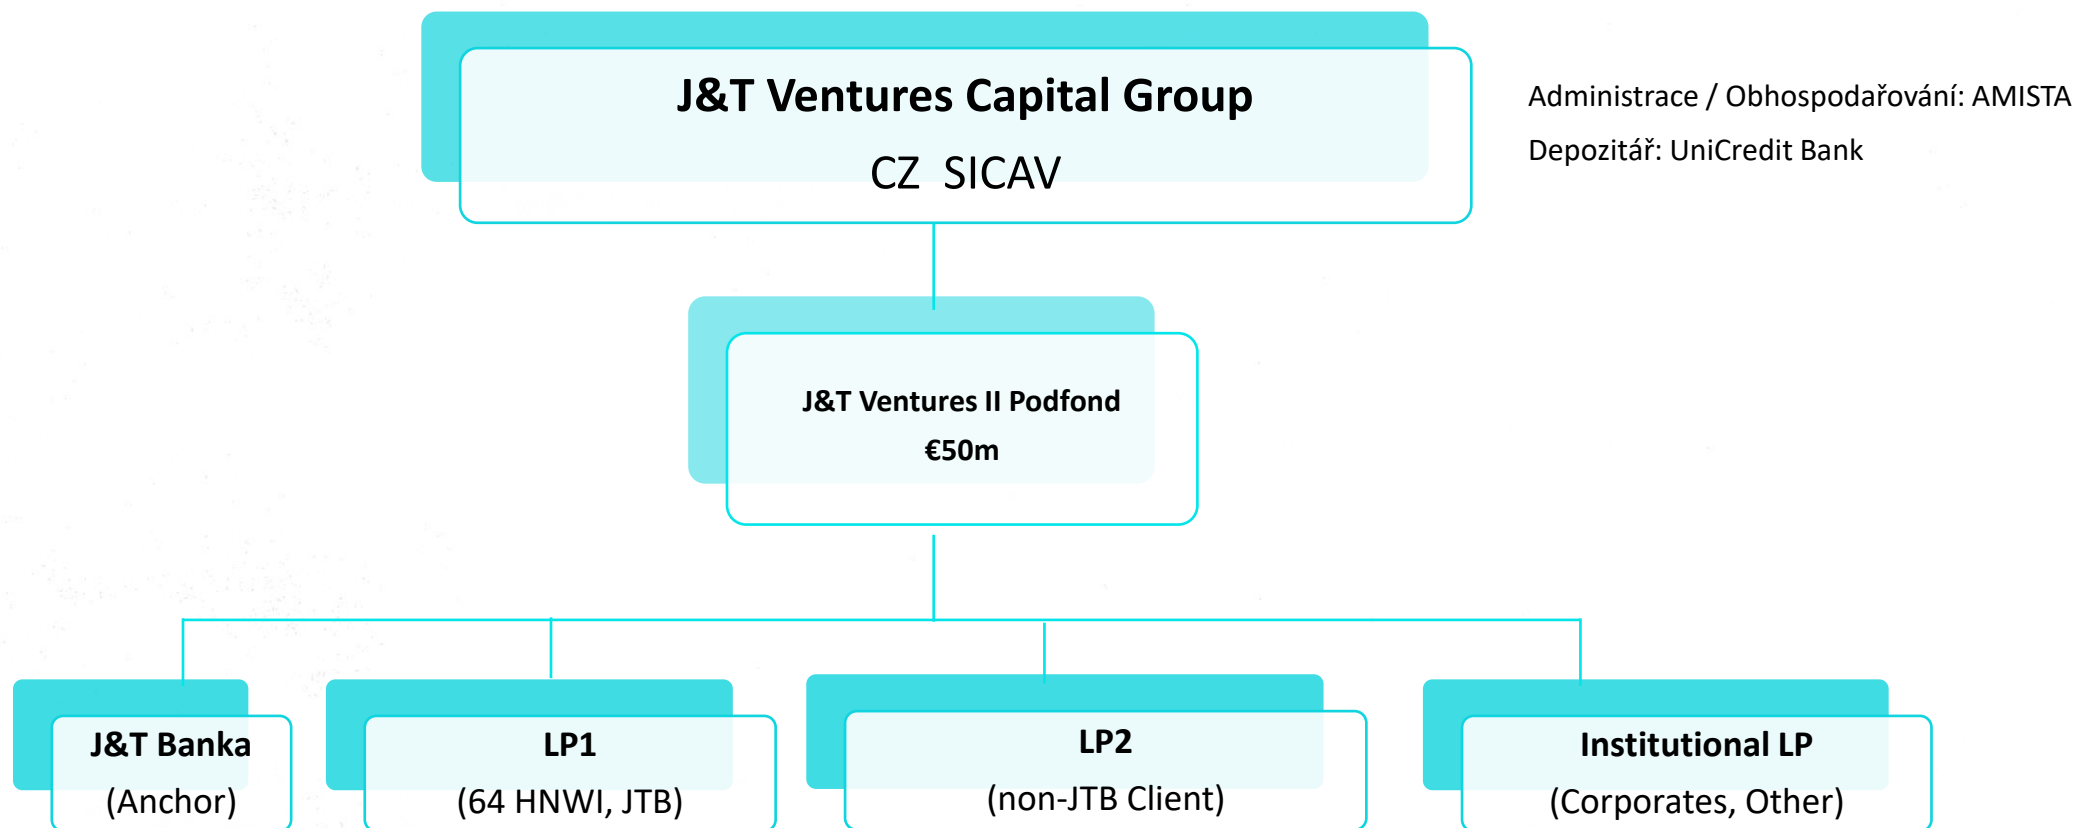 J&T Ventures Capital Group
CZ SICAV
Administrace / Obhospodařování: AMISTA
Depozitář: UniCredit Bank
J&T Ventures II Podfond
€50m
J&T Banka
(Anchor)
LP1
(64 HNWI, JTB)
LP2
(non-JTB Client)
Institutional LP
(Corporates, Other)